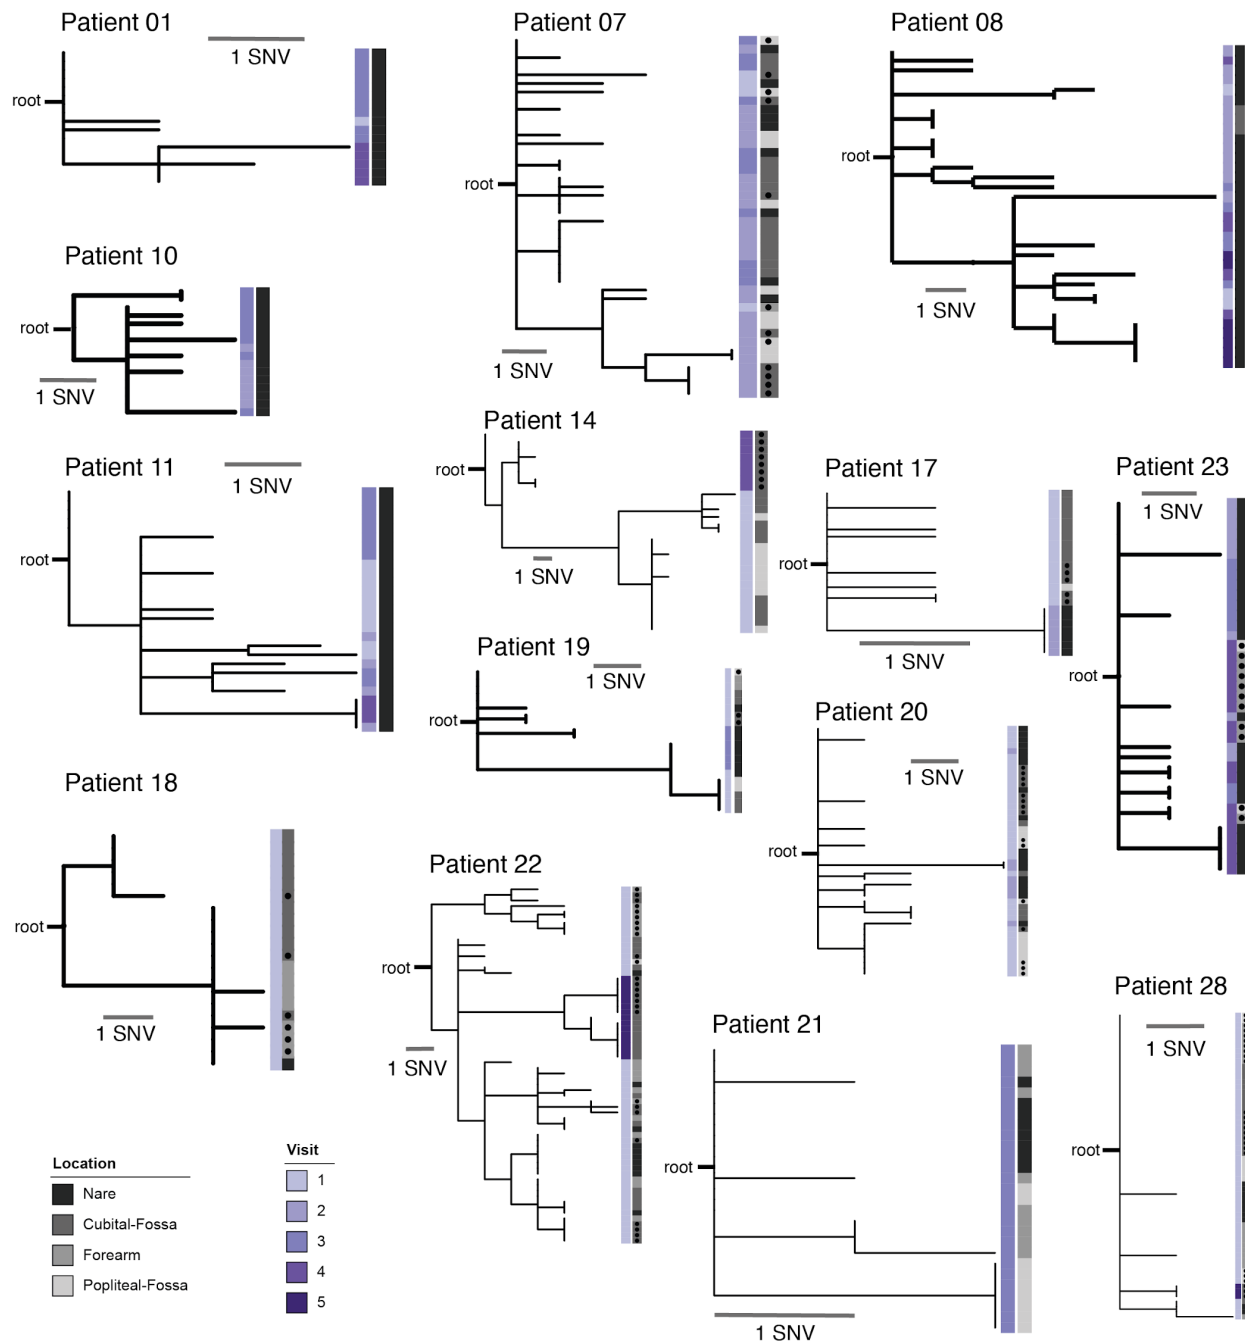 Patient 01
1 SNV
root
Patient 07
root
1 SNV
Patient 08
root
1 SNV
Patient 10
root
1 SNV
Patient 11
1 SNV
root
Patient 14
root
1 SNV
Patient 17
root
1 SNV
Patient 23
1 SNV
root
Patient 19
1 SNV
root
Patient 20
1 SNV
root
Patient 18
root
1 SNV
Patient 22
root
1 SNV
Patient 21
root
1 SNV
Patient 28
1 SNV
root
Location
Nare
Cubital-Fossa
Forearm
Popliteal-Fossa
Visit
1
2
3
4
5